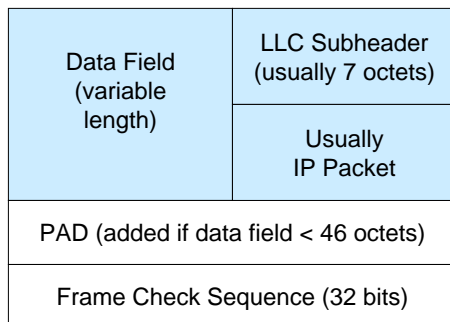 Data Field
(variable
length)
LLC Subheader
(usually 7 octets)
Usually
IP Packet
PAD (added if data field < 46 octets)
Frame Check Sequence (32 bits)